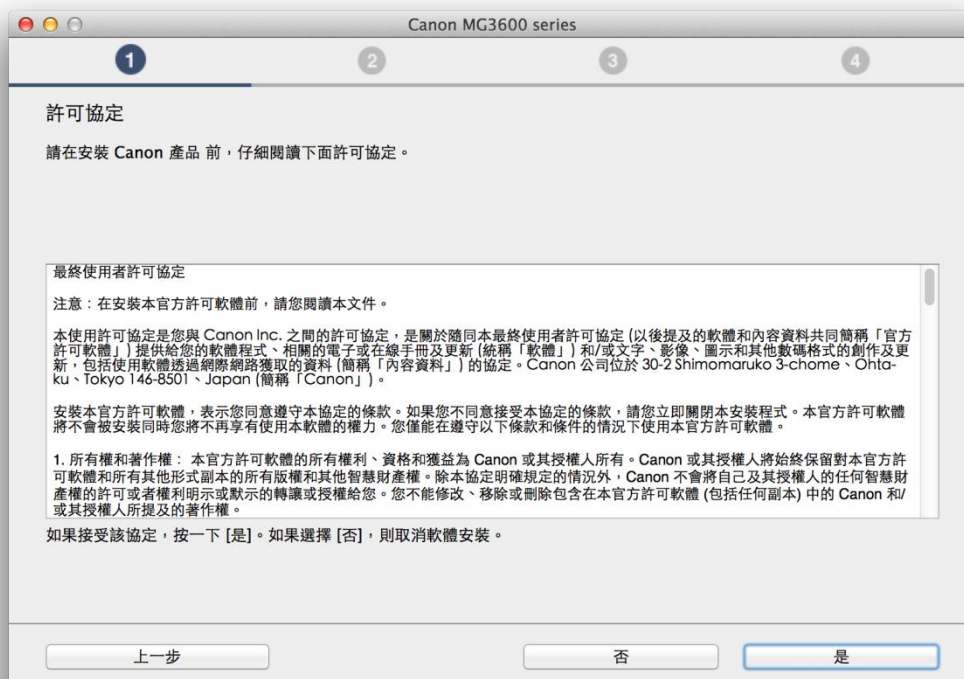 Canon MG3600 series
1
2
3
4
許可協定
請在安裝 Canon 產品 前，仔細閱讀下面許可協定。
最終使用者許可協定
注意：在安裝本官方許可軟體前，請您閱讀本文件。
本使用許可協定是您與 Canon Inc. 之間的許可協定，是關於隨同本最終使用者許可協定 (以後提及的軟體和內容資料共同簡稱「官方
許可軟體」) 提供給您的軟體程式、相關的電子或在線手冊及更新 (統稱「軟體」) 和/或文字、影像、圖示和其他數碼格式的創作及更
新，包括使用軟體透過網際網路獲取的資料 (簡稱「內容資料」) 的協定。Canon 公司位於 30-2 Shimomaruko 3-chome、Ohta-
ku、Tokyo 146-8501、Japan (簡稱「Canon」)。
安裝本官方許可軟體，表示您同意遵守本協定的條款。如果您不同意接受本協定的條款，請您立即關閉本安裝程式。本官方許可軟體
將不會被安裝同時您將不再享有使用本軟體的權力。您僅能在遵守以下條款和條件的情況下使用本官方許可軟體。
1. 所有權和著作權： 本官方許可軟體的所有權利、資格和獲益為 Canon 或其授權人所有。Canon 或其授權人將始終保留對本官方許
可軟體和所有其他形式副本的所有版權和其他智慧財產權。除本協定明確規定的情況外，Canon 不會將自己及其授權人的任何智慧財
產權的許可或者權利明示或默示的轉讓或授權給您。您不能修改、移除或刪除包含在本官方許可軟體 (包括任何副本) 中的 Canon 和/
或其授權人所提及的著作權。
如果接受該協定，按一下 [是]。如果選擇 [否]，則取消軟體安裝。
上一步
否
是